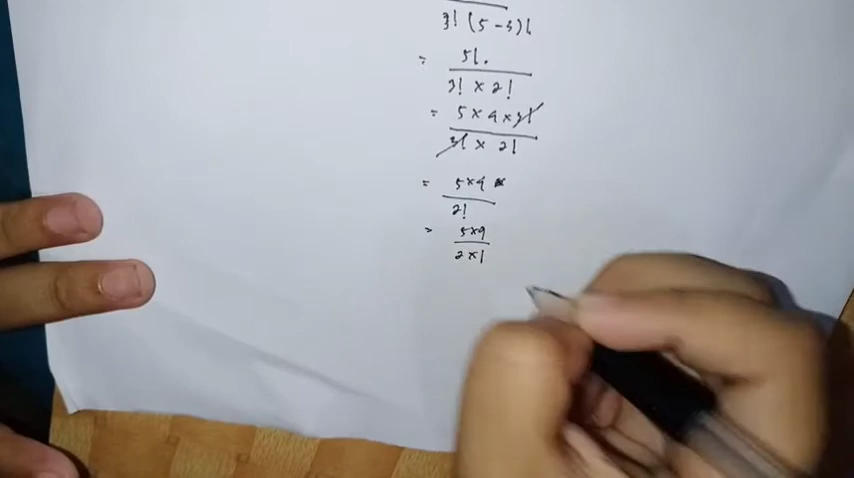 3! (5-3)!
= 5!.
3! × 2!
= 5 × 4 × 3!
3! × 2!
= 5×4
2!
= 5×4
2×1